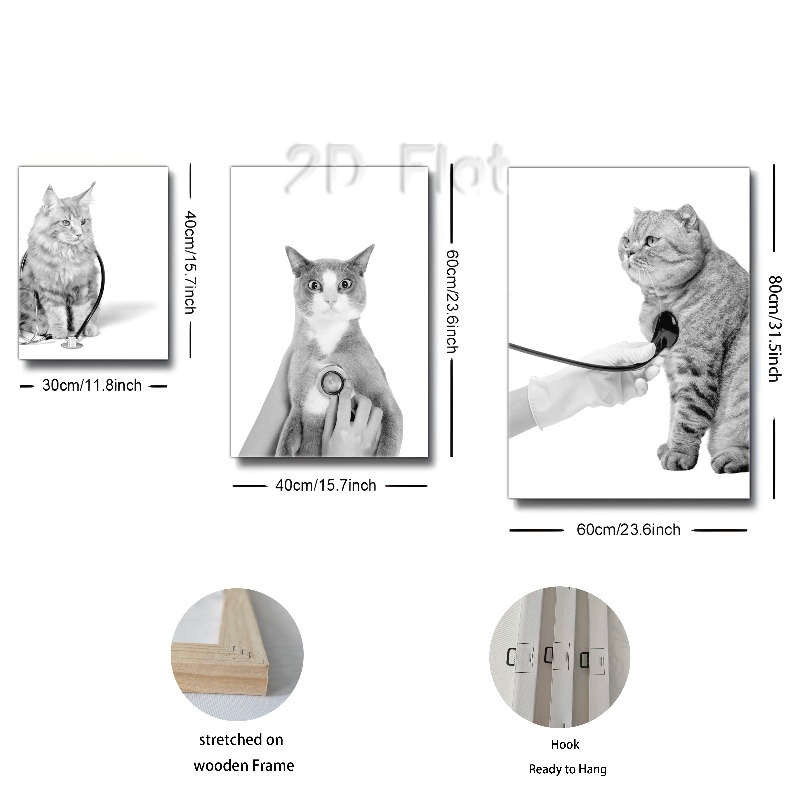 2D Flat
40cm/15.7inch
30cm/11.8inch
60cm/23.6inch
40cm/15.7inch
80cm/31.5inch
60cm/23.6inch
stretched on
wooden Frame
Hook
Ready to Hang